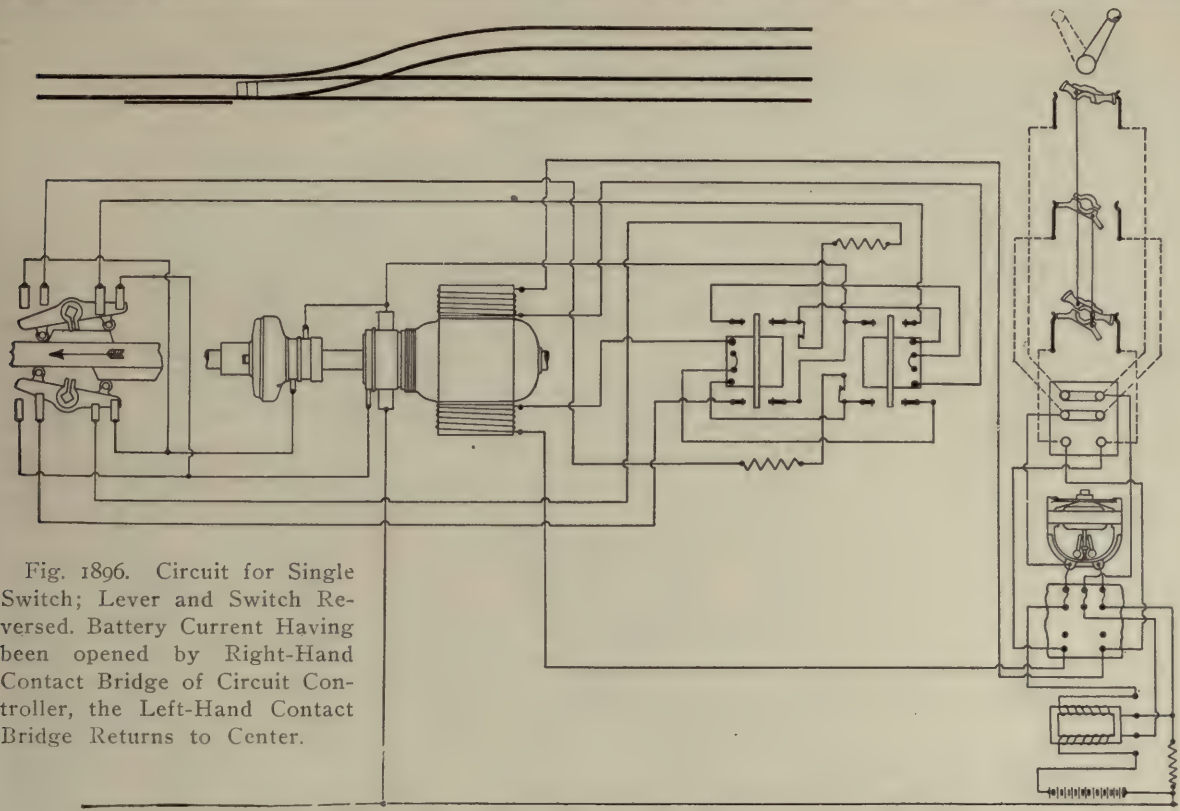 Fig. 1896. Circuit for Single
Switch; Lever and Switch Re-
versed. Battery Current Having
been opened by Right-Hand
Contact Bridge of Circuit Con-
troller, the Left-Hand Contact
Bridge Returns to Center.